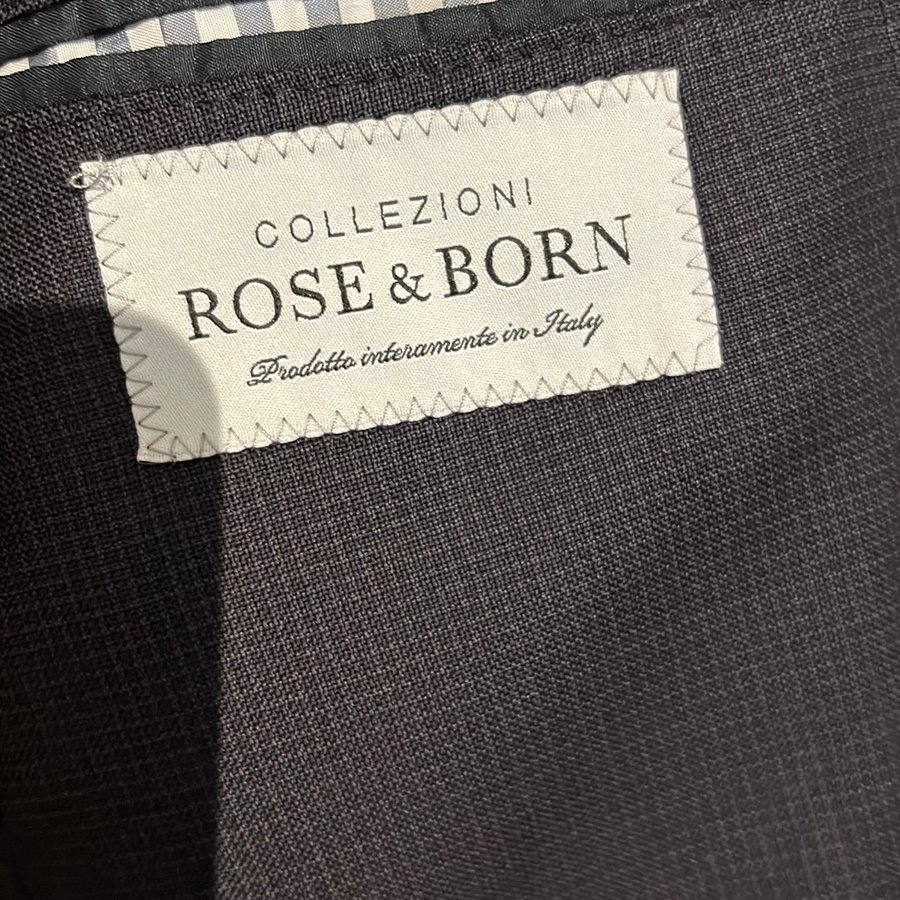 COLLEZIONI
ROSE & BORN
Prodotto interamente in Italy